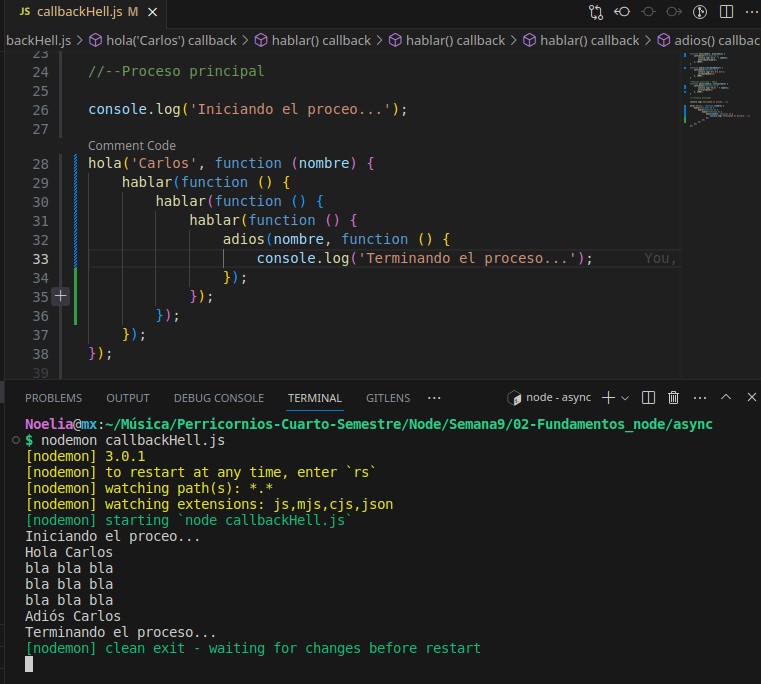 JS callbackHell.js M
backHell.js > hola('Carlos') callback > hablar() callback > hablar() callback > hablar() callback > adios() callbac
23
24 //--Proceso principal
25
26 console.log('Iniciando el proceo...');
27
Comment Code
28 hola('Carlos', function (nombre) {
29 hablar(function () {
30 hablar(function () {
31 hablar(function () {
32 adios(nombre, function () {
33 console.log('Terminando el proceso...'); You,
34 });
35 });
36 });
37 });
38 });
39
PROBLEMS OUTPUT DEBUG CONSOLE TERMINAL GITLENS ··· node - async
Noelia@mx:~/Música/Perricornios-Cuarto-Semestre/Node/Semana9/02-Fundamentos_node/async
$ nodemon callbackHell.js
[nodemon] 3.0.1
[nodemon] to restart at any time, enter `rs`
[nodemon] watching path(s): *.*
[nodemon] watching extensions: js,mjs,cjs,json
[nodemon] starting `node callbackHell.js`
Iniciando el proceo...
Hola Carlos
bla bla bla
bla bla bla
bla bla bla
Adiós Carlos
Terminando el proceso...
[nodemon] clean exit - waiting for changes before restart